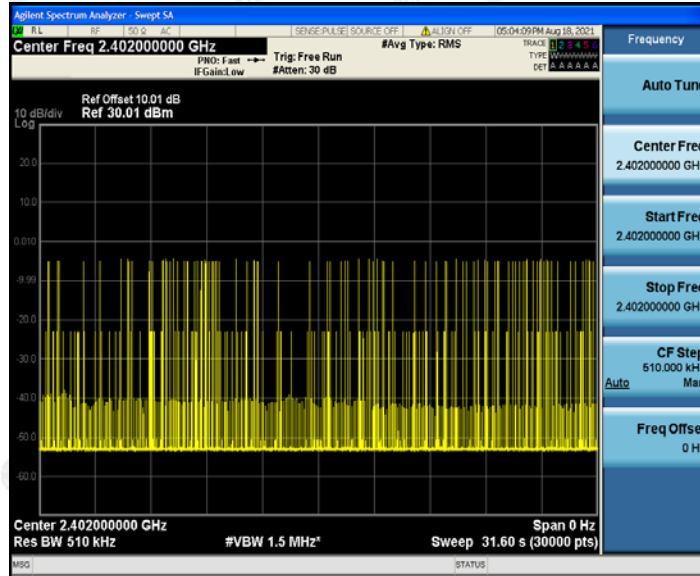 Agilent Spectrum Analyzer - Swept SA
RL RF 50 Ω AC SENSE:PULSE SOURCE OFF ALIGN OFF 05:04:09 PM Aug 18, 2021
Center Freq 2.402000000 GHz #Avg Type: RMS TRACE 1 2 3 4 5 6
PNO: Fast Trig: Free Run TYPE
IFGain:Low #Atten: 30 dB DET A A A A A A
Ref Offset 10.01 dB
10 dB/div Ref 30.01 dBm
Log
20.0
10.0
0.010
-9.99
-20.0
-30.0
-40.0
-50.0
-60.0
Center 2.402000000 GHz Span 0 Hz
Res BW 510 kHz #VBW 1.5 MHz* Sweep 31.60 s (30000 pts)
MSG STATUS
Frequency
Auto Tun
Center Fre
2.402000000 GH
Start Fre
2.402000000 GH
Stop Fre
2.402000000 GH
CF Ste
510.000 kH
Auto Ma
Freq Offse
0 H